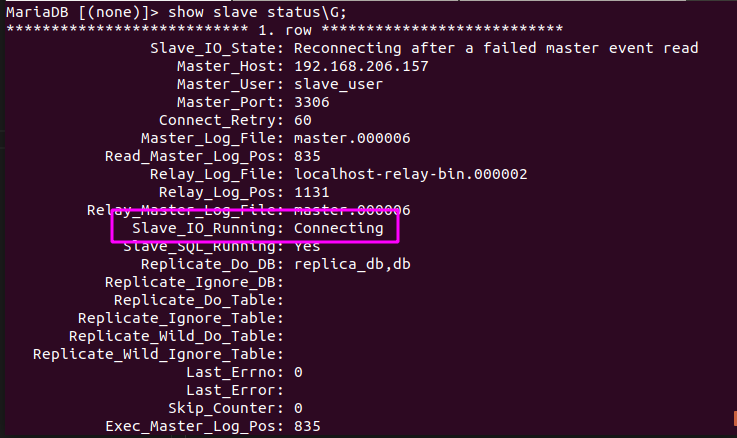 MariaDB [(none)]> show slave status\G;
*************************** 1. row ***************************
Slave_IO_State: Reconnecting after a failed master event read
Master_Host: 192.168.206.157
Master_User: slave_user
Master_Port: 3306
Connect_Retry: 60
Master_Log_File: master.000006
Read_Master_Log_Pos: 835
Relay_Log_File: localhost-relay-bin.000002
Relay_Log_Pos: 1131
Relay_Master_Log_File: master.000006
Slave_IO_Running: Connecting
Slave_SQL_Running: Yes
Replicate_Do_DB: replica_db,db
Replicate_Ignore_DB:
Replicate_Do_Table:
Replicate_Ignore_Table:
Replicate_Wild_Do_Table:
Replicate_Wild_Ignore_Table:
Last_Errno: 0
Last_Error:
Skip_Counter: 0
Exec_Master_Log_Pos: 835